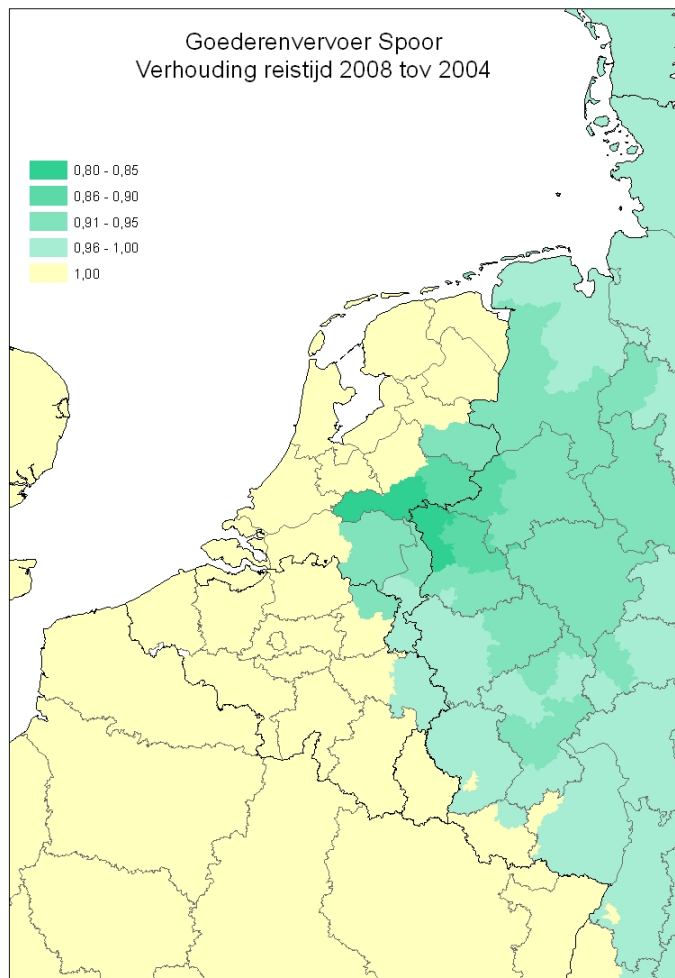 Goederenvervoer Spoor
Verhouding reistijd 2008 tov 2004
0,80 - 0,85
0,86 - 0,90
0,91 - 0,95
0,96 - 1,00
1,00